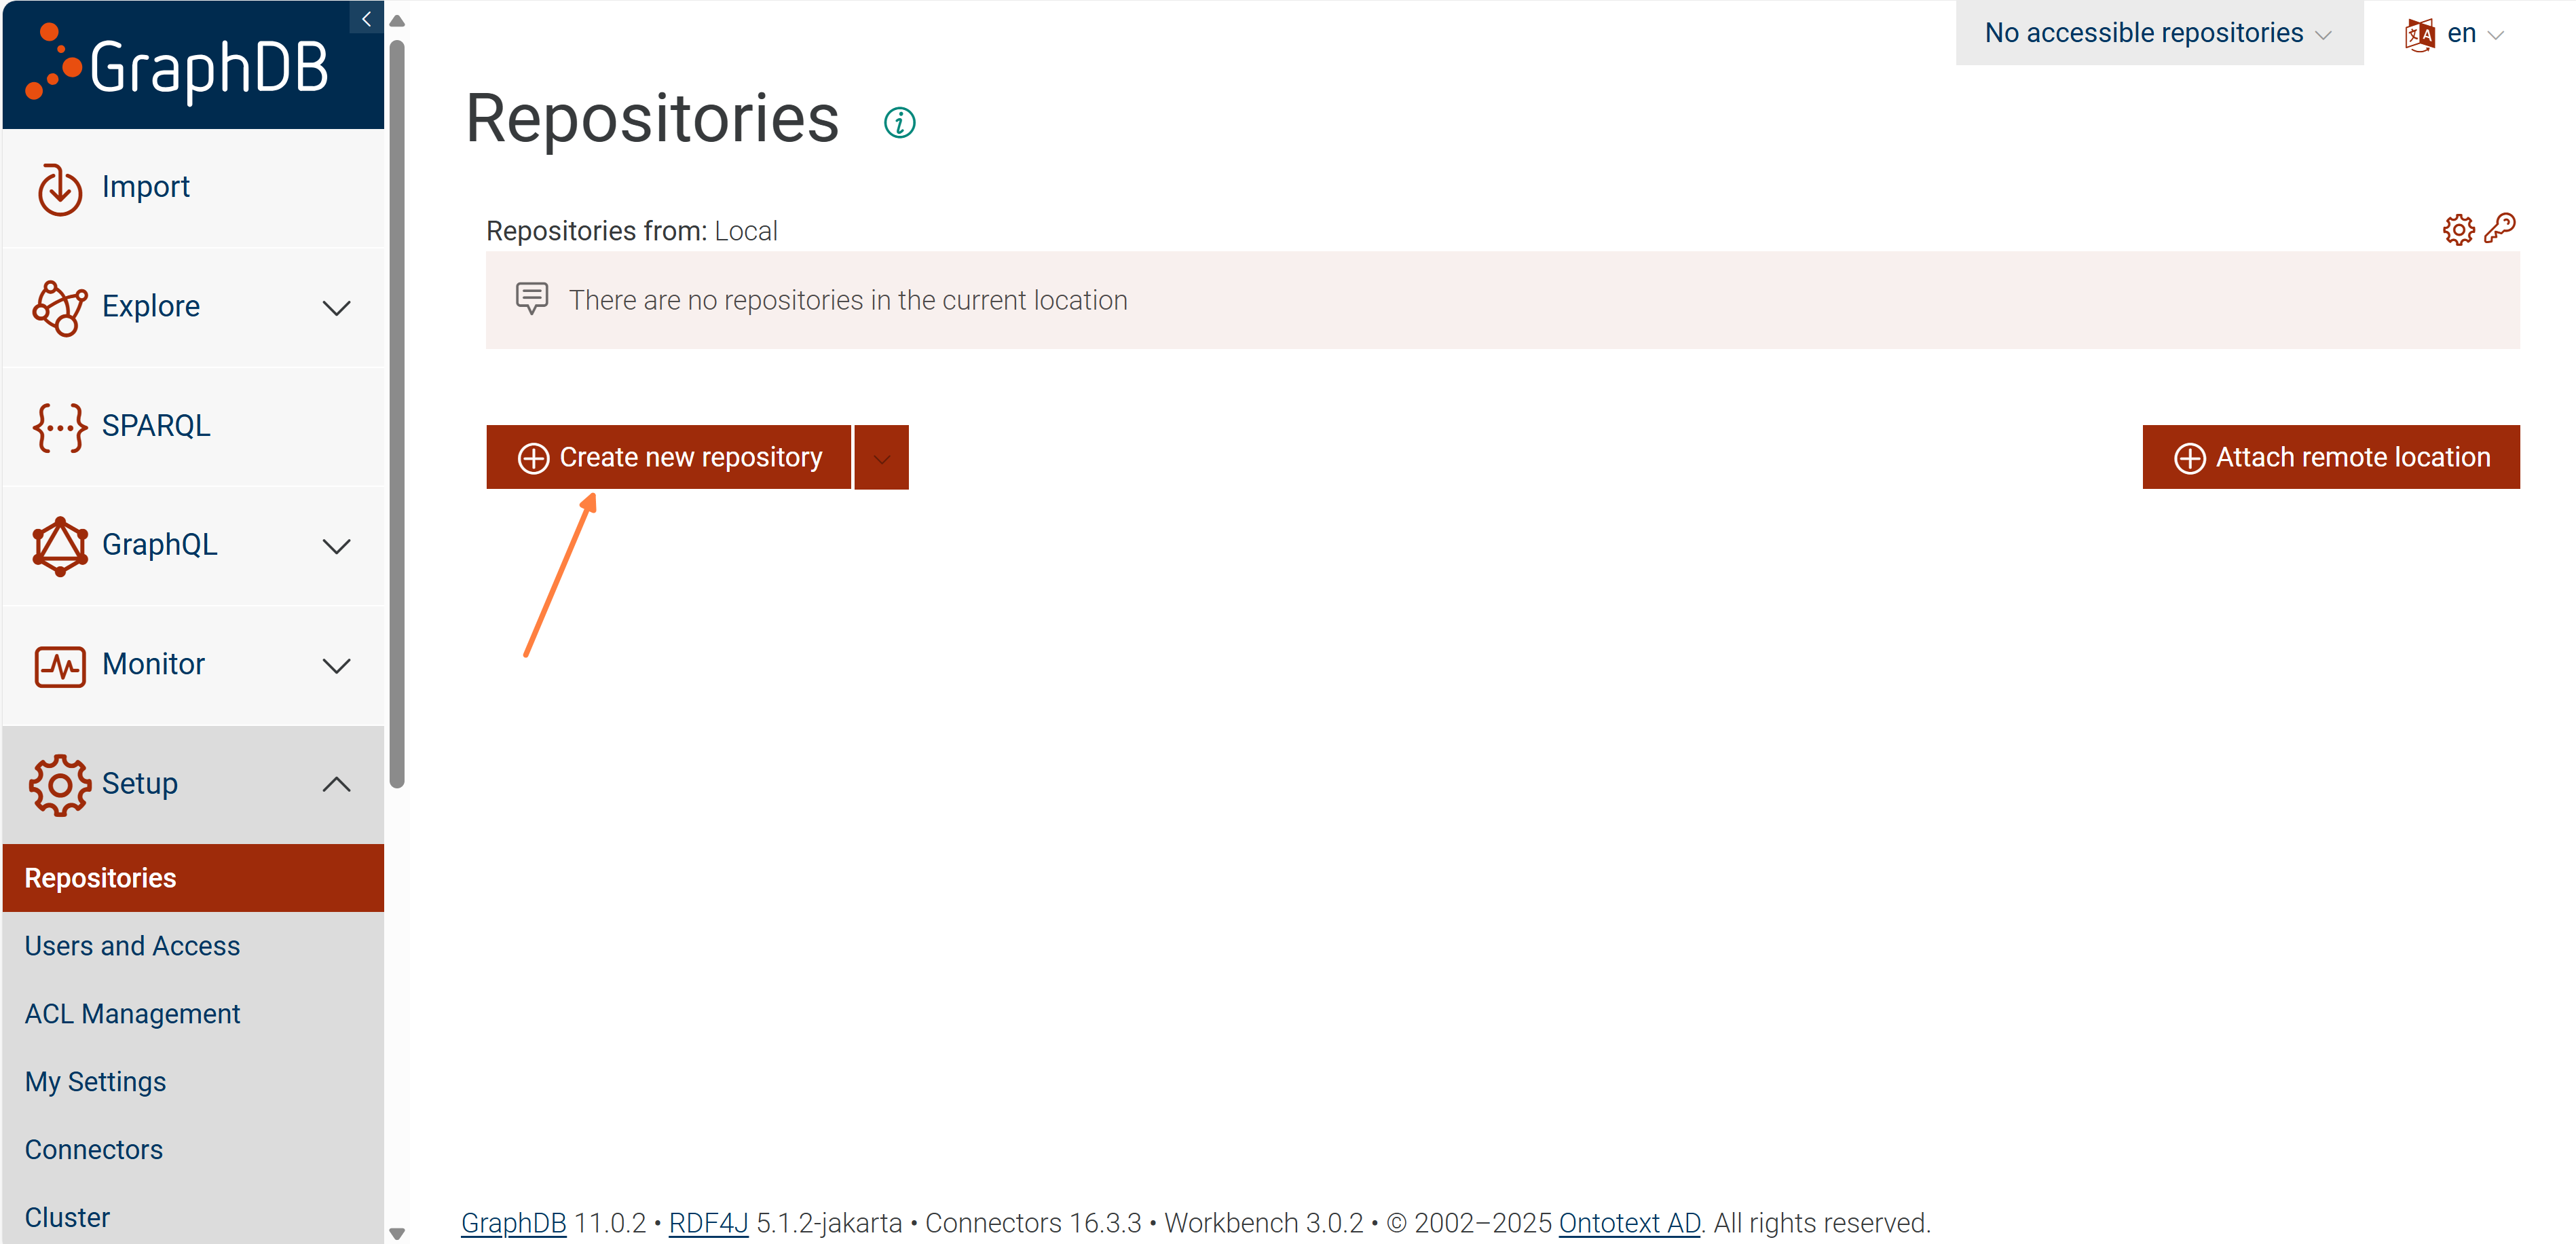 GraphDB
No accessible repositories
en
Repositories
Import
Repositories from: Local
There are no repositories in the current location
Explore
SPARQL
Create new repository
Attach remote location
GraphQL
Monitor
Setup
Repositories
Users and Access
ACL Management
My Settings
Connectors
Cluster
GraphDB 11.0.2 • RDF4J 5.1.2-jakarta • Connectors 16.3.3 • Workbench 3.0.2 • © 2002–2025 Ontotext AD. All rights reserved.